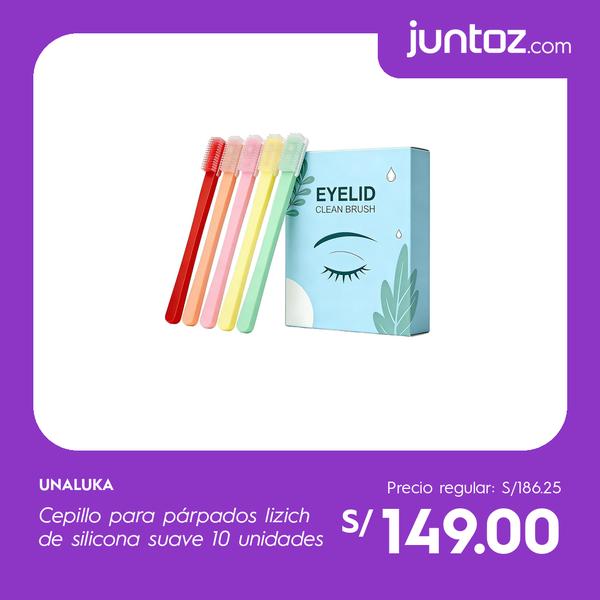 juntoz.com
EYELID
CLEAN BRUSH
UNALUKA
Cepillo para párpados lizich
de silicona suave 10 unidades
Precio regular: S/186.25
S/149.00